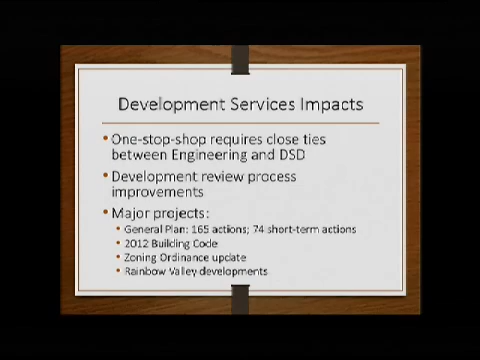 Development Services Impacts
• One-stop-shop requires close ties
between Engineering and DSD
• Development review process
improvements
• Major projects:
• General Plan: 165 actions; 74 short-term actions
• 2012 Building Code
• Zoning Ordinance update
• Rainbow Valley developments